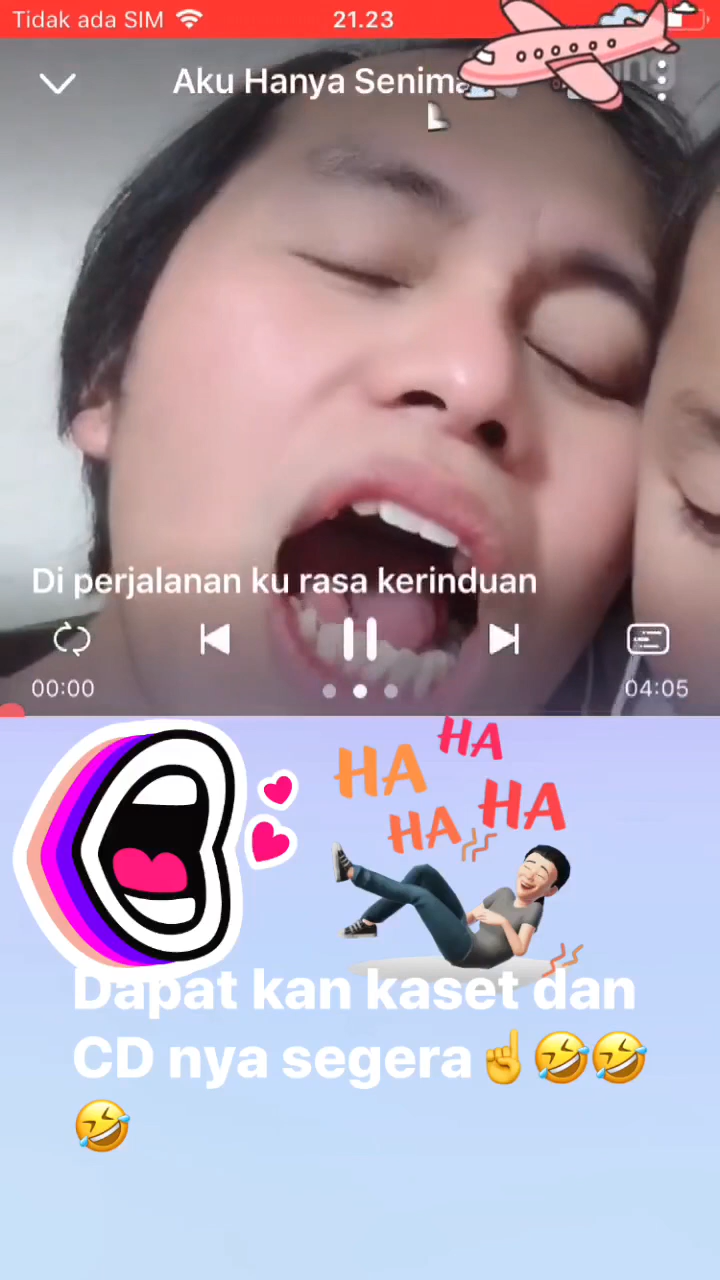 Tidak ada SIM
21.23
Aku Hanya Senima
Di perjalanan ku rasa kerinduan
00:00
04:05
HA
HA
HA
HA
Dapat kan kaset dan
CD nya segera☝️🤣🤣
🤣